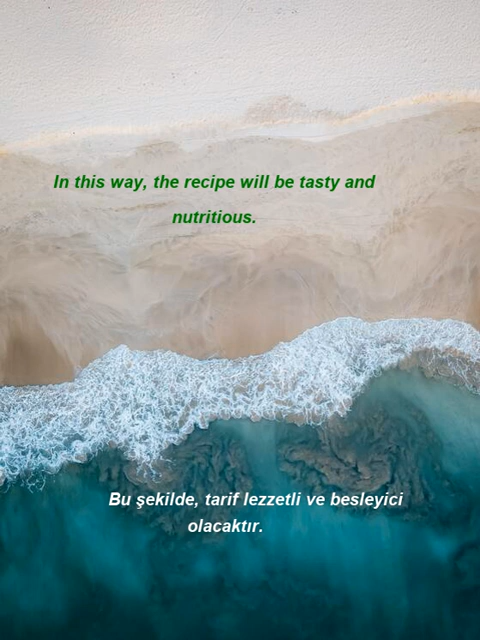 In this way, the recipe will be tasty and
nutritious.
Bu şekilde, tarif lezzetli ve besleyici
olacaktır.